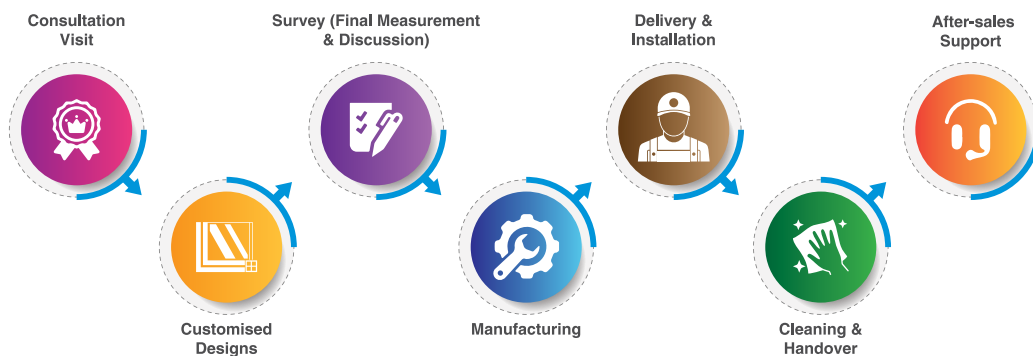 Consultation
Visit
Customised
Designs
Survey (Final Measurement
& Discussion)
Manufacturing
Delivery &
Installation
Cleaning &
Handover
After-sales
Support